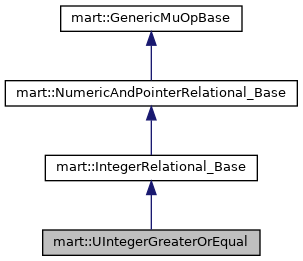 mart::GenericMuOpBase
mart::NumericAndPointerRelational_Base
mart::IntegerRelational_Base
mart::UIntegerGreaterOrEqual